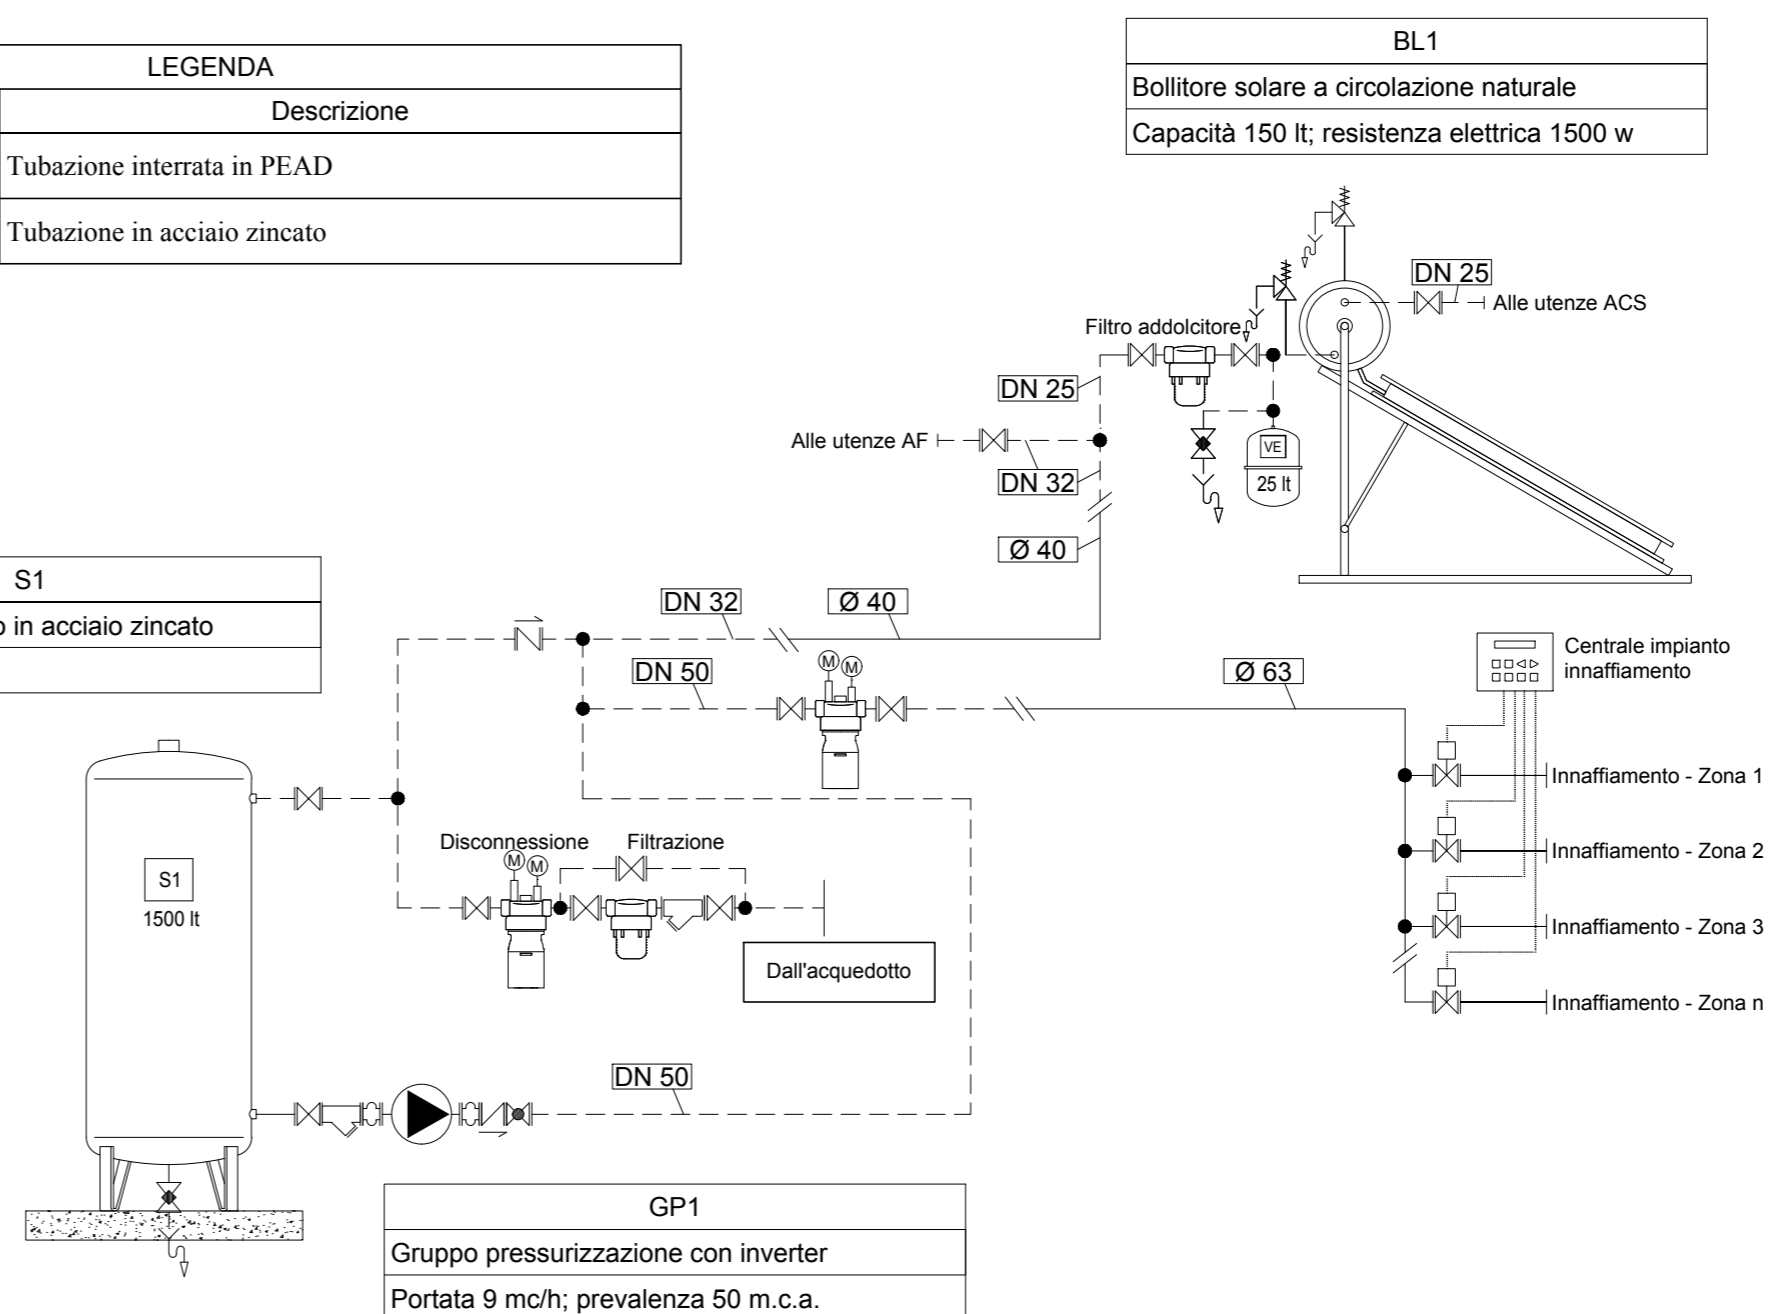 LEGENDA
Descrizione
Tubazione interrata in PEAD
Tubazione in acciaio zincato
BL1
Bollitore solare a circolazione naturale
Capacità 150 lt; resistenza elettrica 1500 w
DN 25
Alle utenze ACS
Filtro addolcitore
DN 25
Alle utenze AF
VE
25 lt
DN 32
Ø 40
S1
in acciaio zincato
DN 32
Ø 40
DN 50
M
M
Ø 63
Centrale impianto
innaffiamento
Innaffiamento - Zona 1
Disconnessione
Filtrazione
M
M
Innaffiamento - Zona 2
S1
1500 lt
Innaffiamento - Zona 3
Dall'acquedotto
Innaffiamento - Zona n
DN 50
GP1
Gruppo pressurizzazione con inverter
Portata 9 mc/h; prevalenza 50 m.c.a.